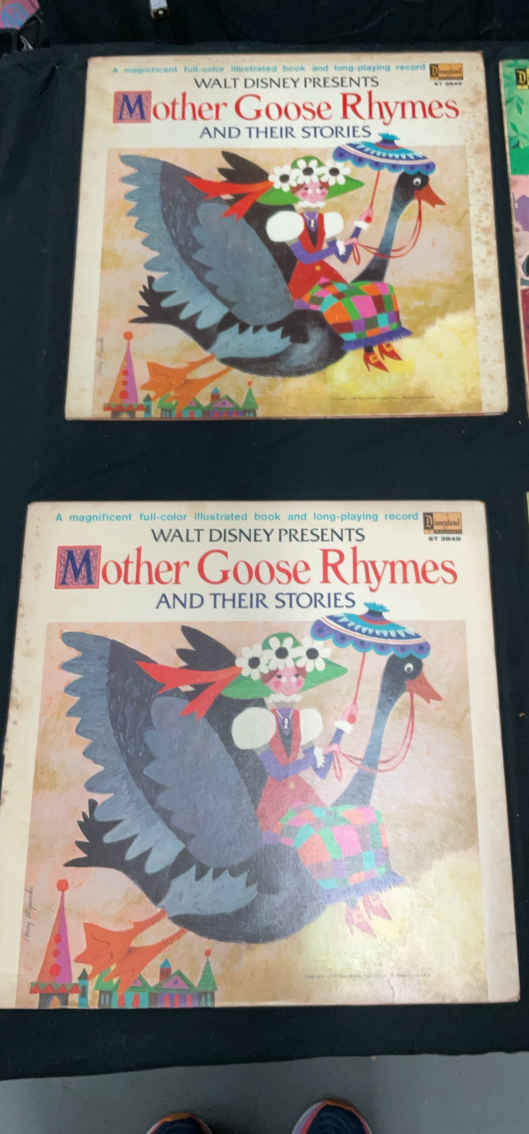 A magnificent full-color illustrated book and long-playing record
Disneyland
WALT DISNEY PRESENTS
ST 3949
Mother Goose Rhymes
AND THEIR STORIES
A magnificent full-color illustrated book and long-playing record
Disneyland
WALT DISNEY PRESENTS
ST 3949
Mother Goose Rhymes
AND THEIR STORIES